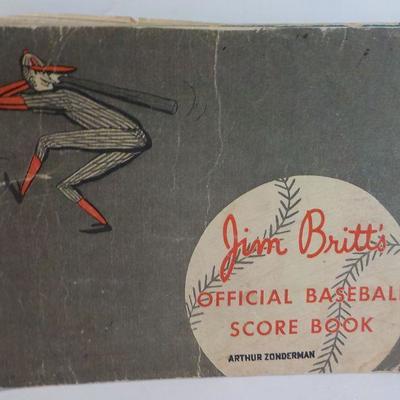 Jim Britt's
OFFICIAL BASEBALL
SCORE BOOK
ARTHUR ZONDERMAN